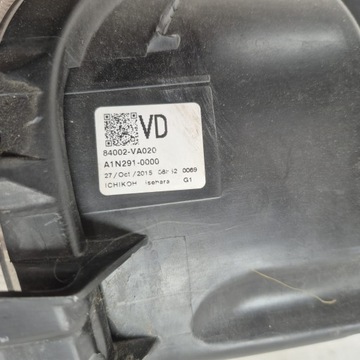 VD
84002-VA020
A1N291-0000
27/Oct/2015 08:12 0069
ICHIKOH Isehara G1